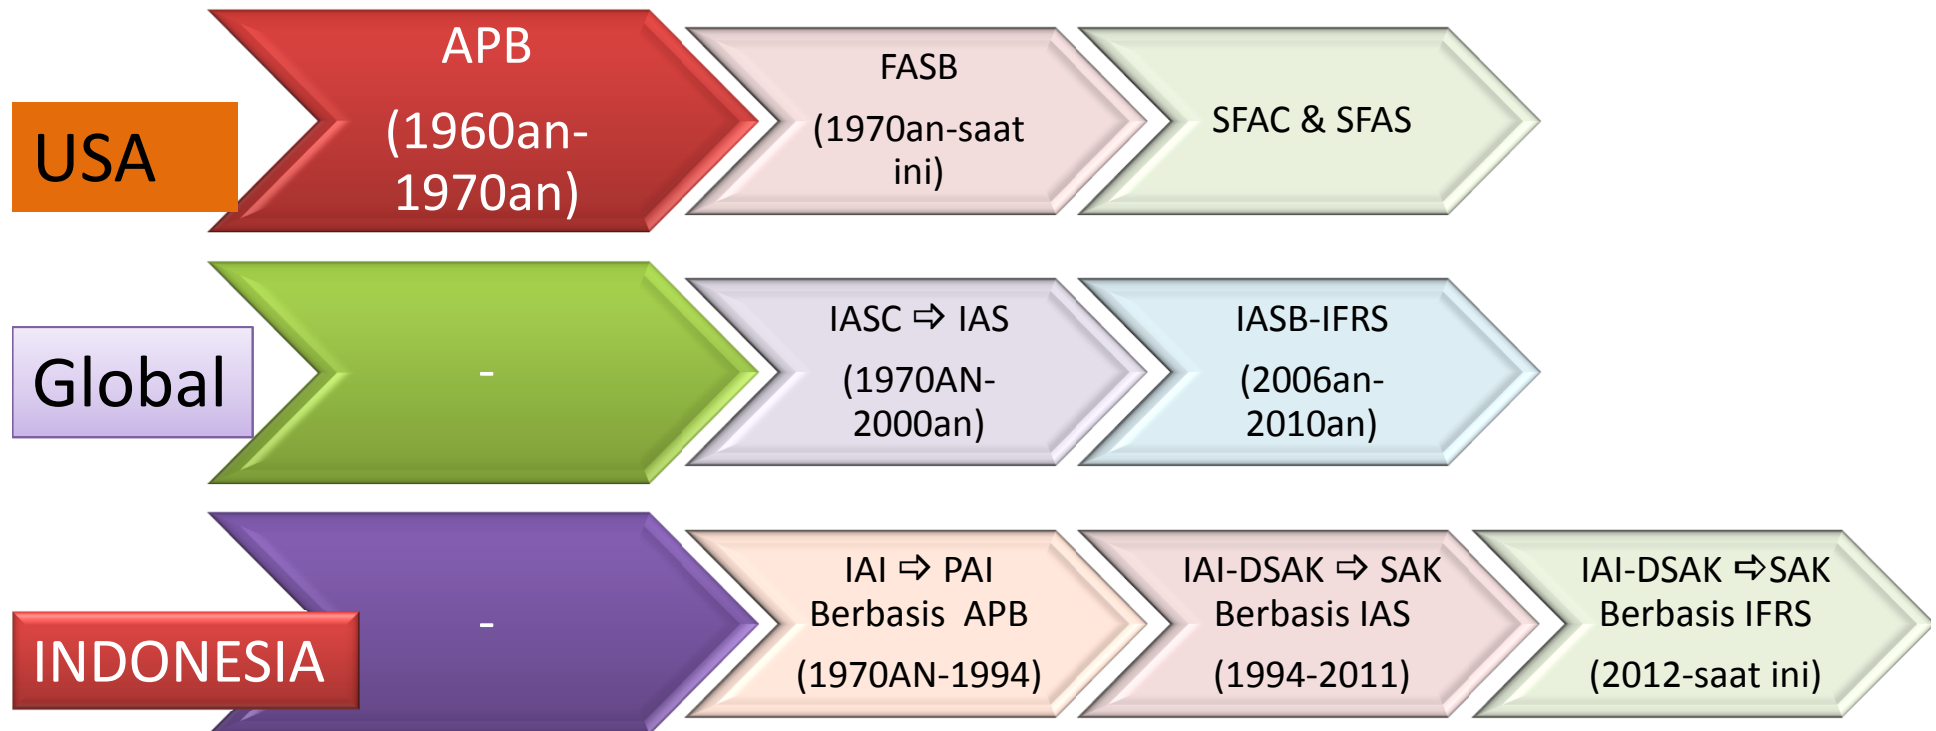 USA
APB
(1960an-
1970an)
FASB
(1970an-saat
ini)
SFAC & SFAS
Global
-
IASC ⇨ IAS
(1970AN-
2000an)
IASB-IFRS
(2006an-
2010an)
INDONESIA
-
IAI ⇨ PAI
Berbasis APB
(1970AN-1994)
IAI-DSAK ⇨ SAK
Berbasis IAS
(1994-2011)
IAI-DSAK ⇨SAK
Berbasis IFRS
(2012-saat ini)